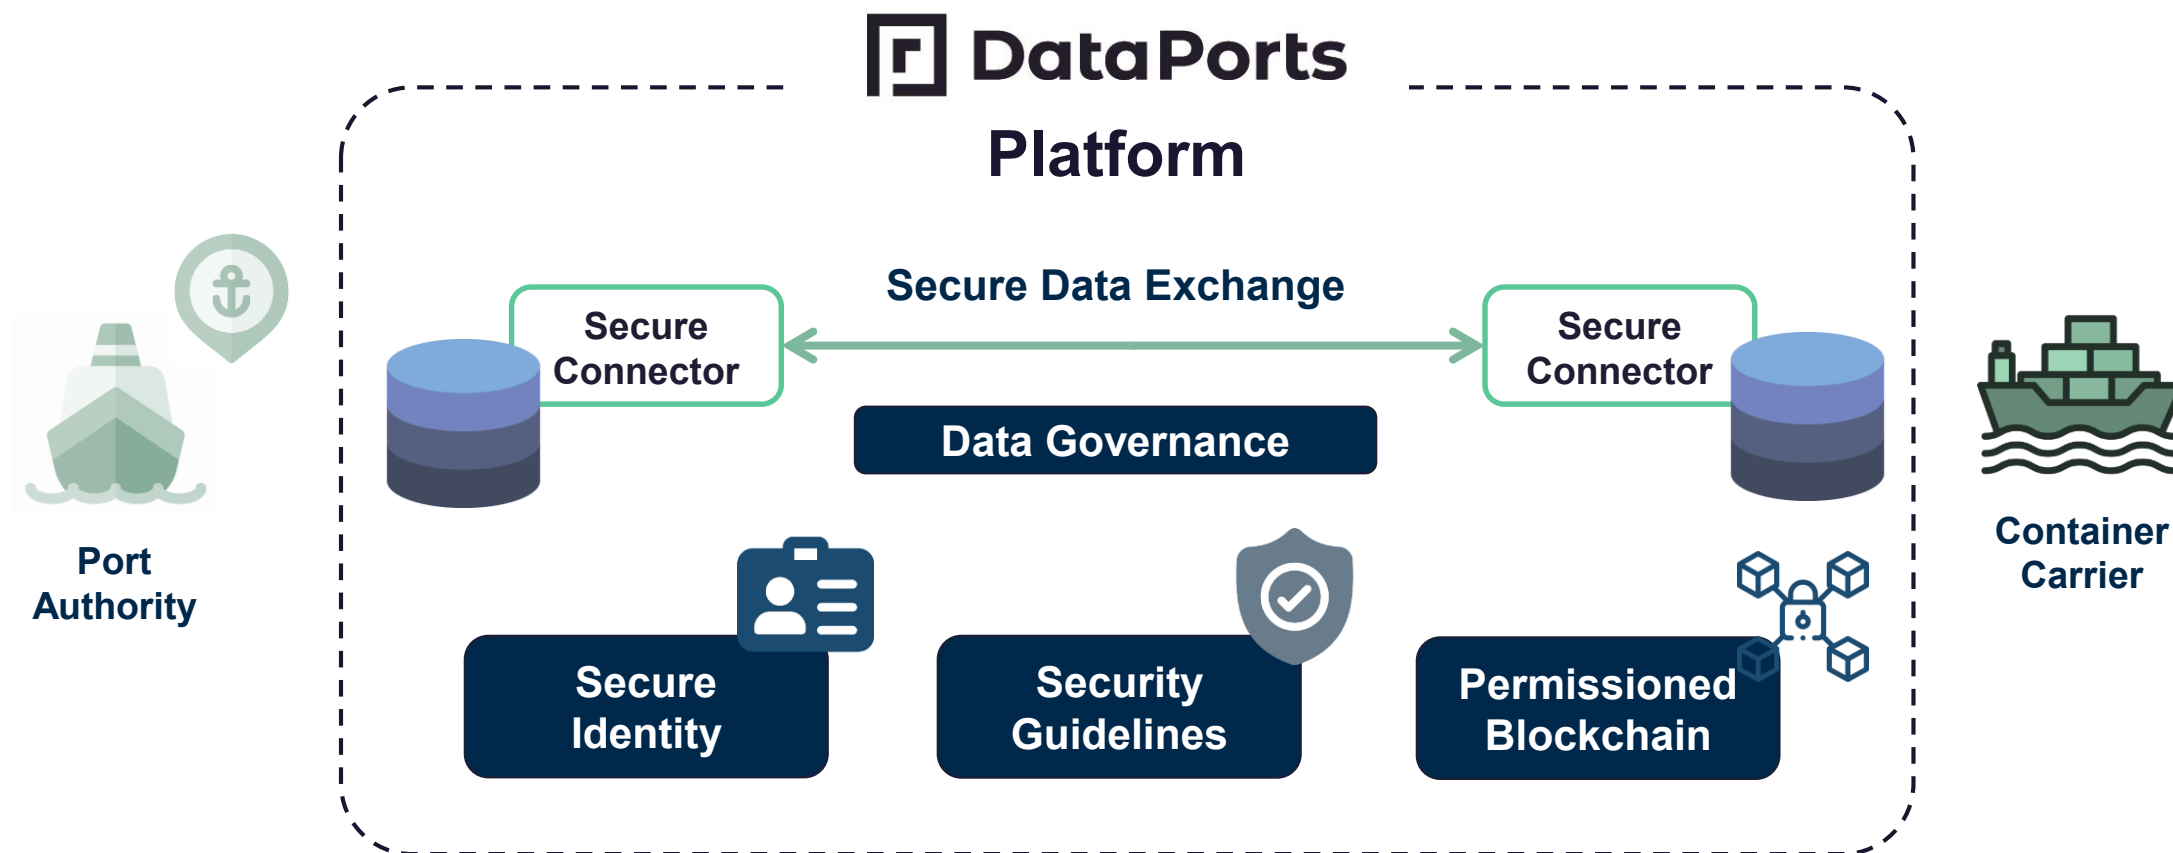 DataPorts
Platform
Secure Data Exchange
Secure
Connector
Secure
Connector
Data Governance
Port
Authority
Container
Carrier
Secure
Identity
Security
Guidelines
Permissioned
Blockchain